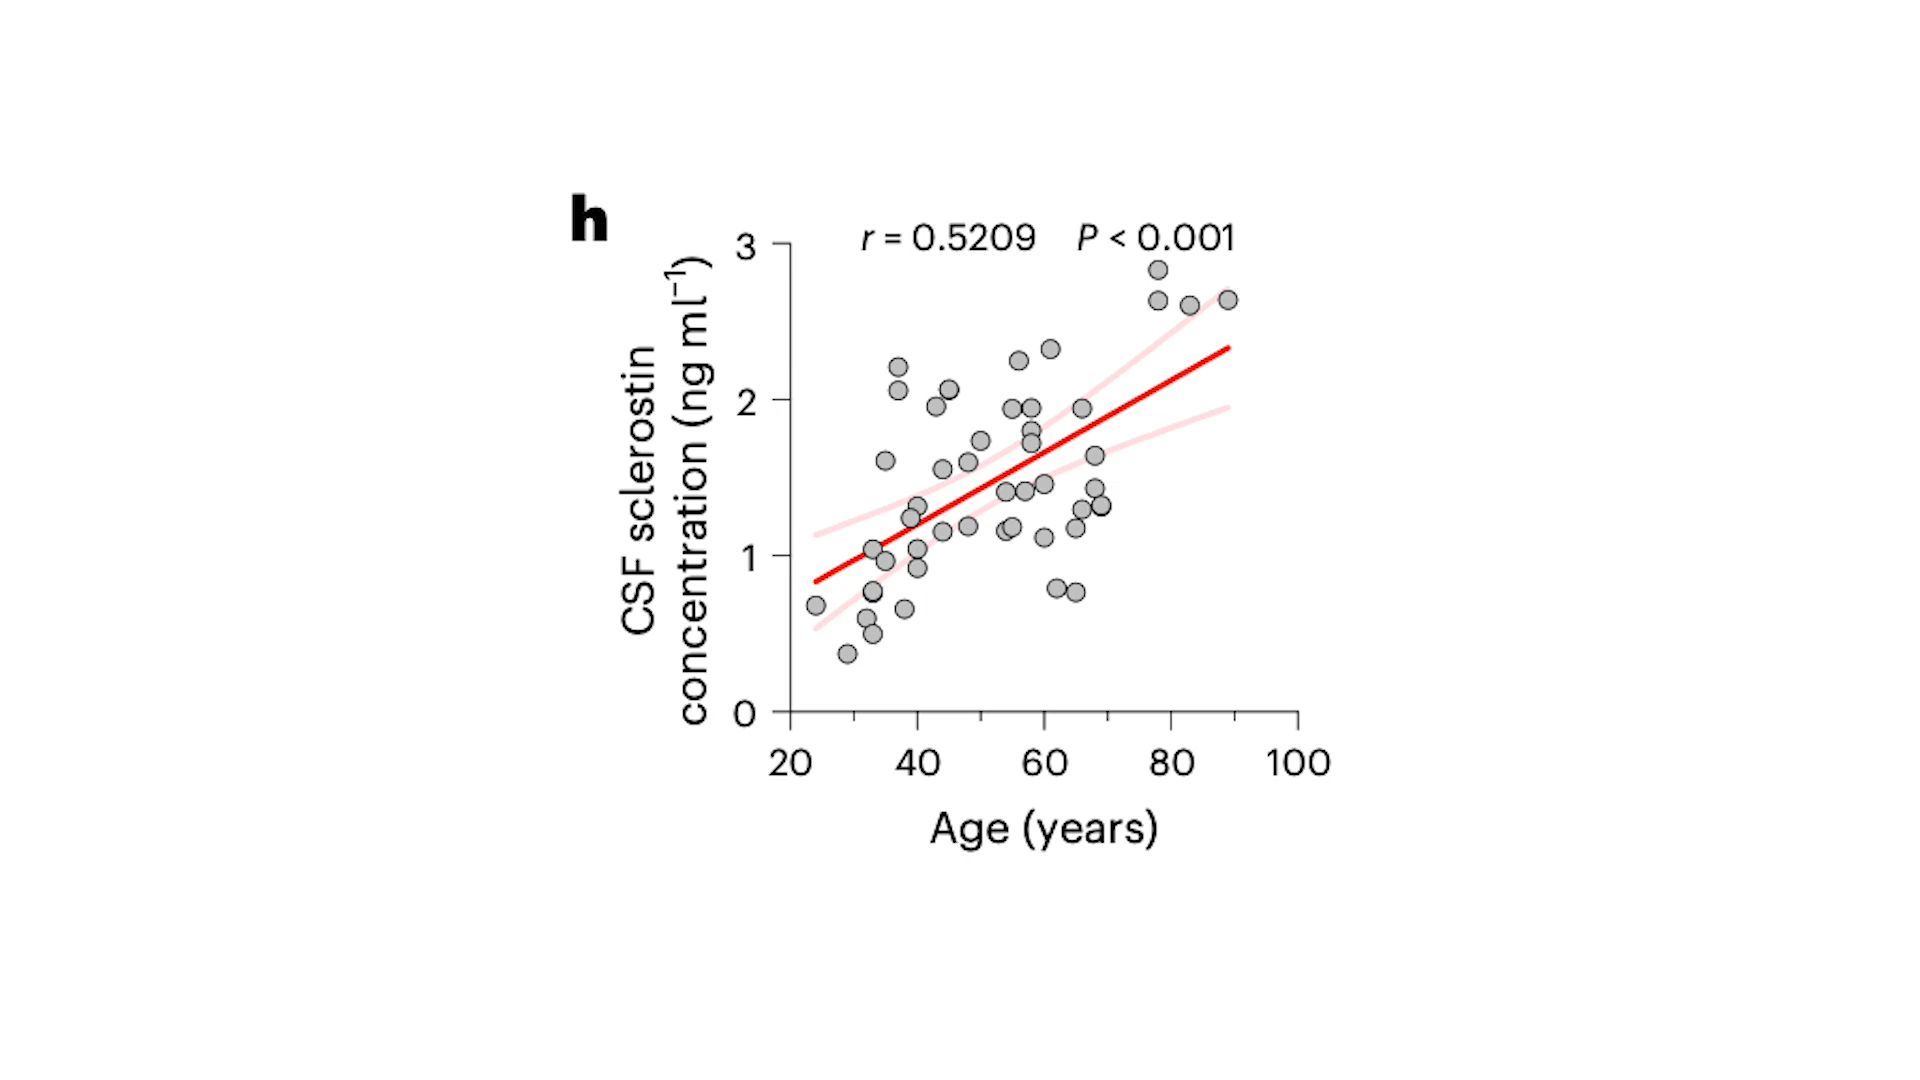 h
r = 0.5209 P < 0.001
CSF sclerostin
concentration (ng ml⁻¹)
3
2
1
0
20 40 60 80 100
Age (years)